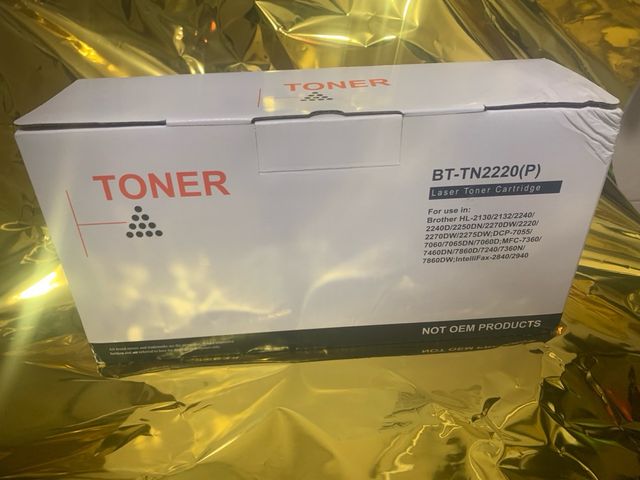 TONER
TONER
BT-TN2220(P)
Laser Toner Cartridge
For use in:
Brother HL-2130/2132/2240/
2240D/2250DN/2270DW/2220/
2270DW/2275DW;DCP-7055/
7060/7065DN/7060D;MFC-7360/
7460DN/7860D/7240/7360N/
7860DW;IntelliFax-2840/2940
NOT OEM PRODUCTS